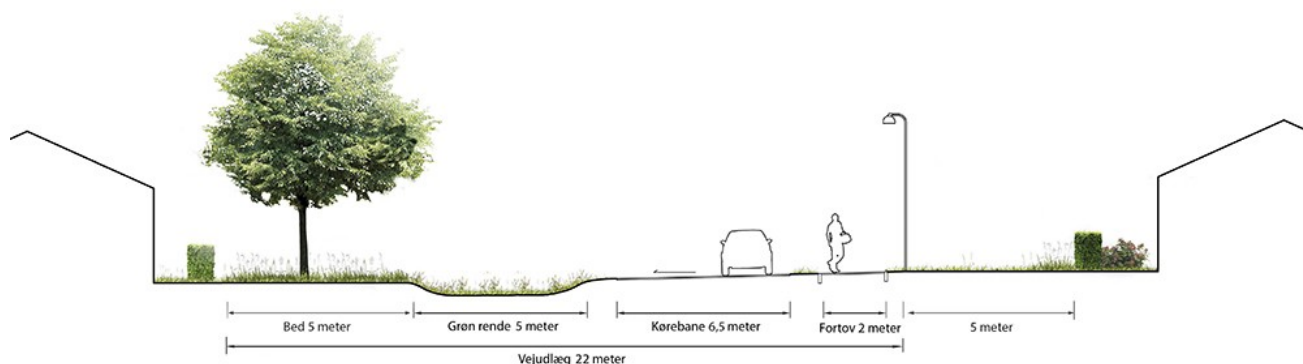 Bed 5 meter
Grøn rende 5 meter
Kørebane 6,5 meter
Fortov 2 meter
5 meter
Vejudlæg 22 meter